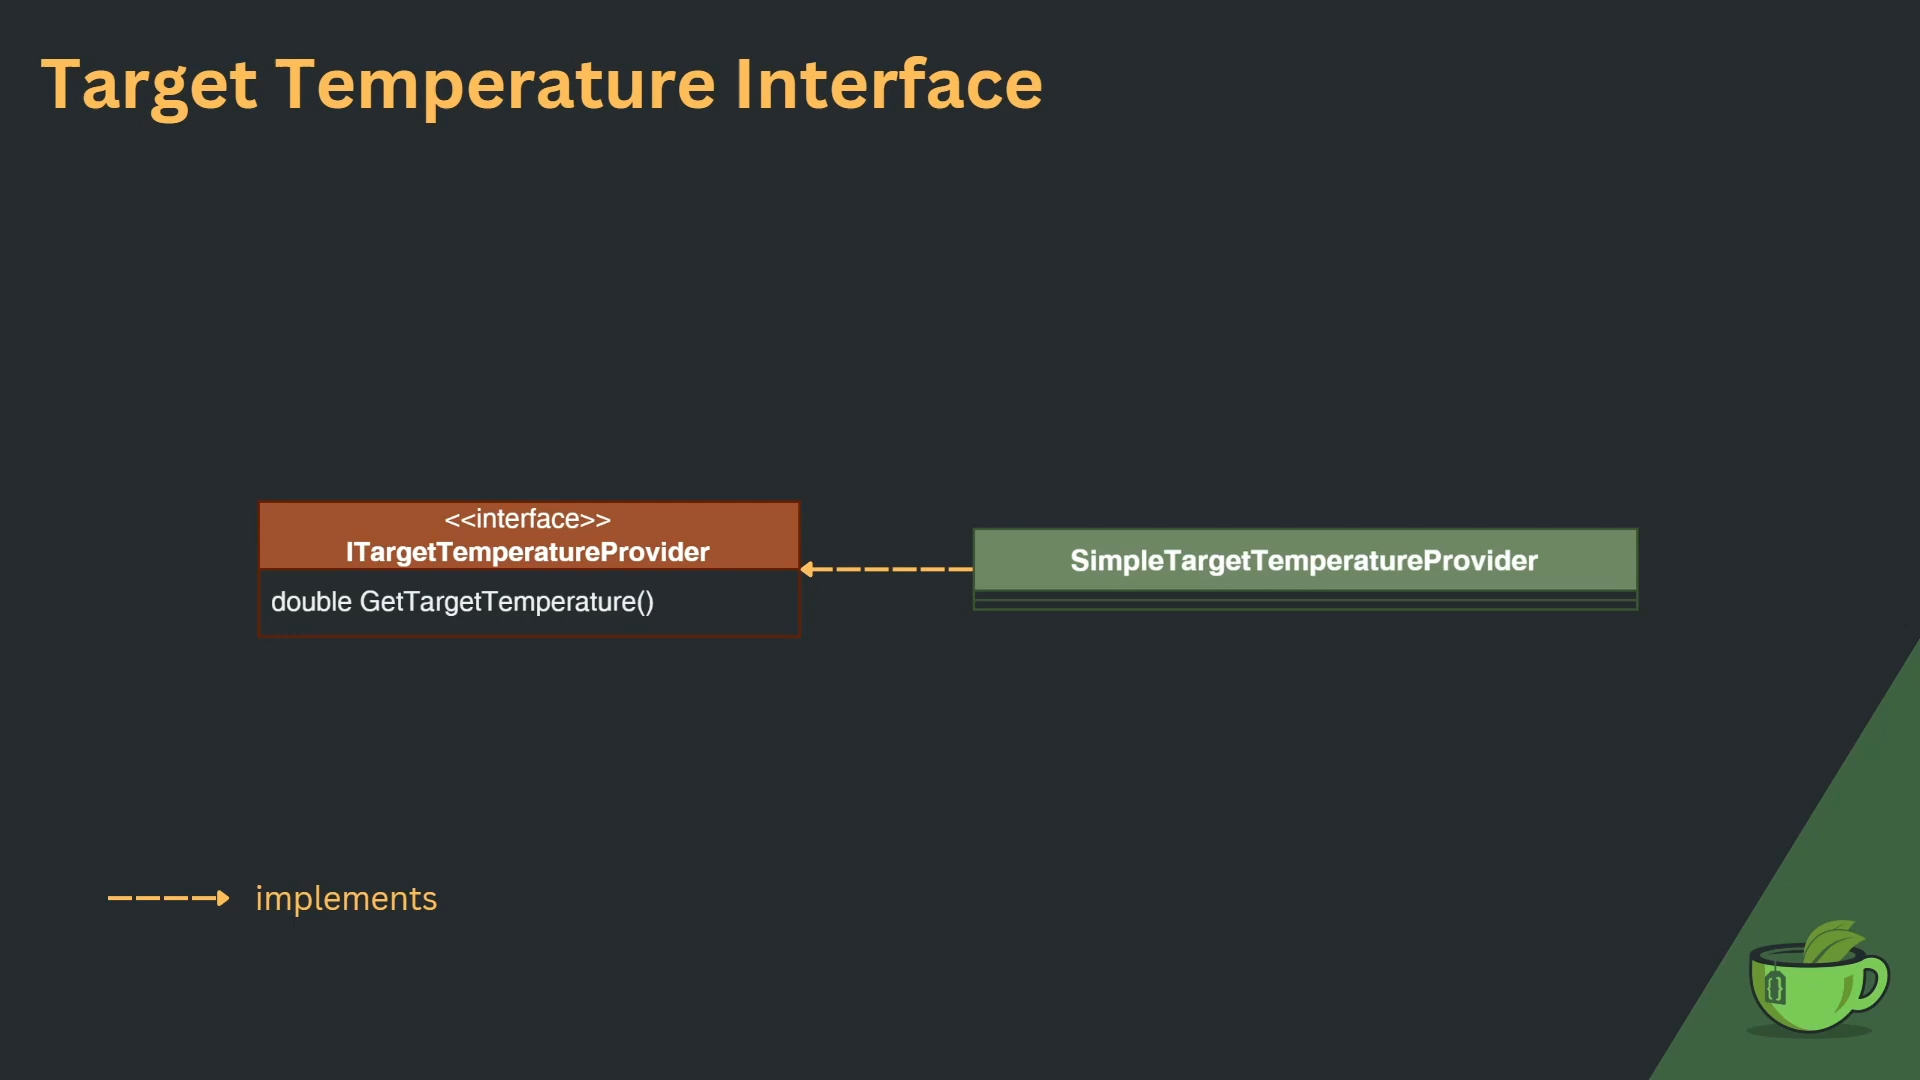 Target Temperature Interface
<<interface>>
ITargetTemperatureProvider
double GetTargetTemperature()
SimpleTargetTemperatureProvider
implements
{}